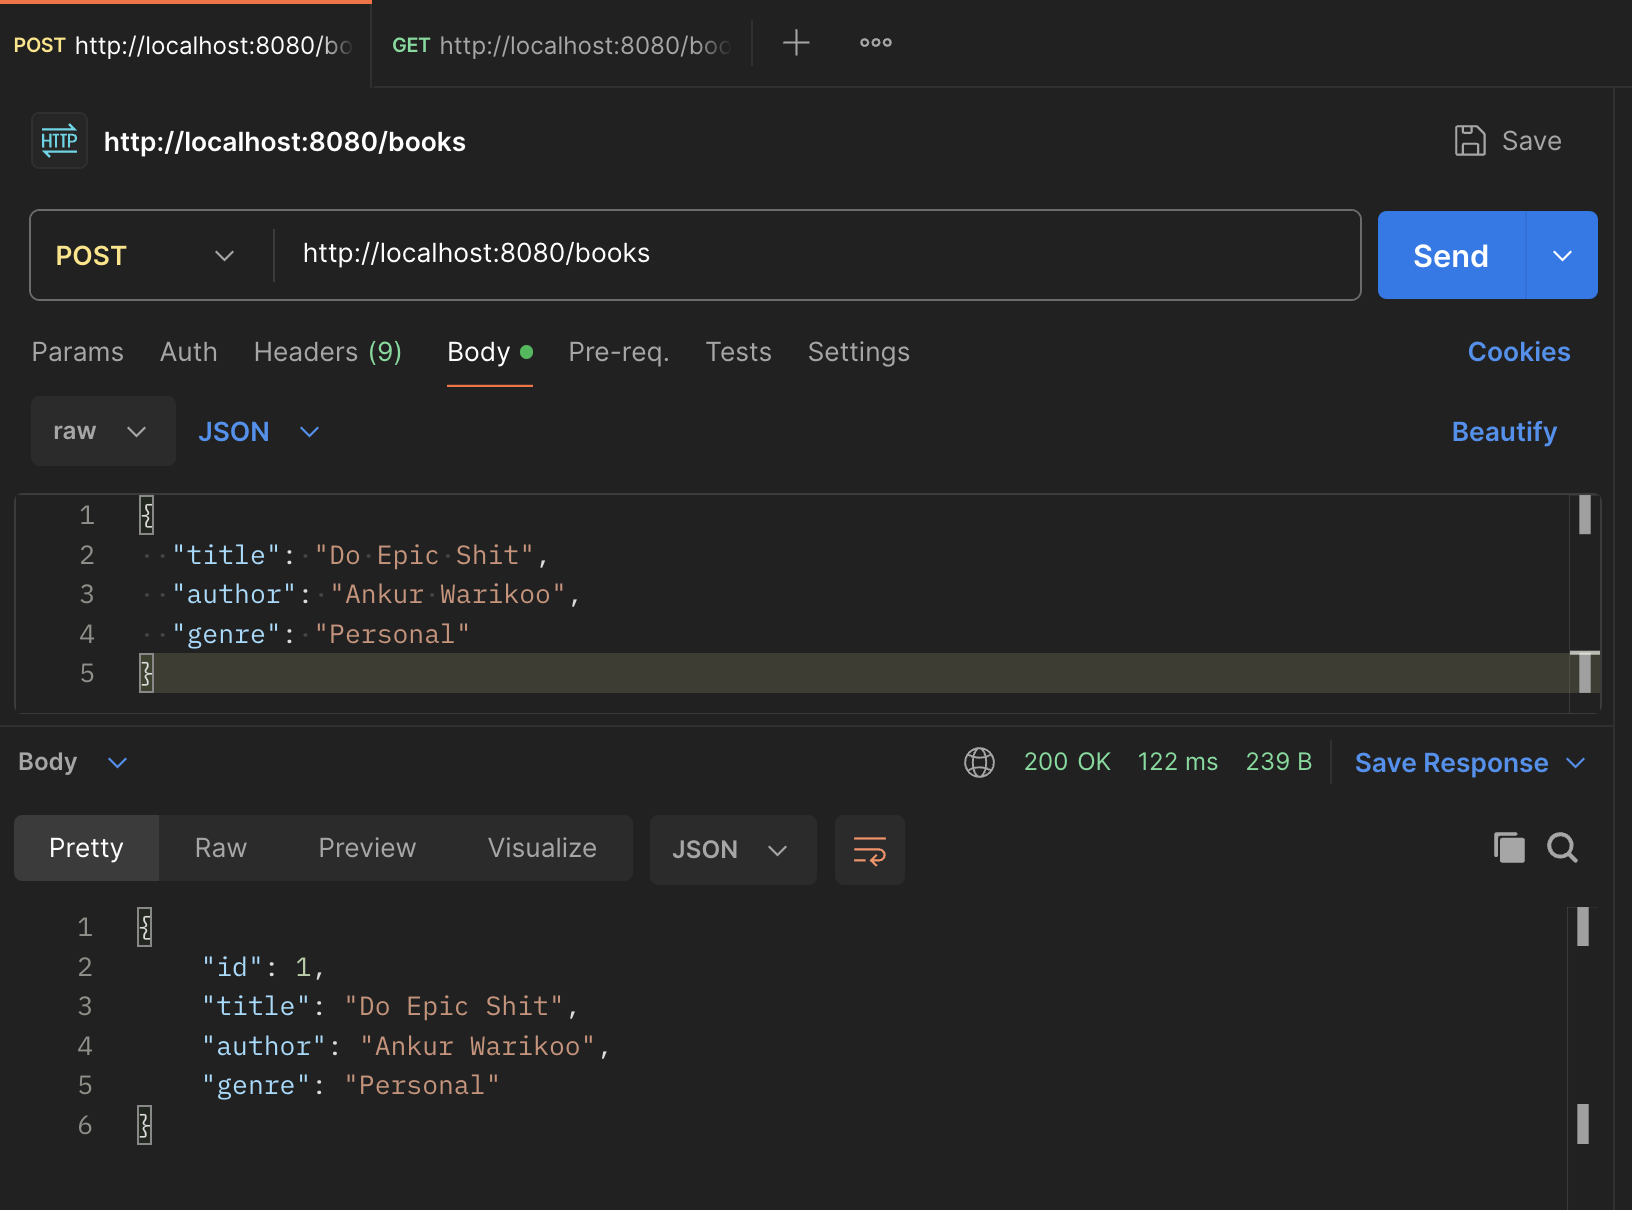 POST http://localhost:8080/bo
GET http://localhost:8080/boo
HTTP http://localhost:8080/books
Save
POST http://localhost:8080/books
Send
Params Auth Headers (9) Body Pre-req. Tests Settings Cookies
raw JSON Beautify
1 {
2 "title": "Do Epic Shit",
3 "author": "Ankur Warikoo",
4 "genre": "Personal"
5 }
Body 200 OK 122 ms 239 B Save Response
Pretty Raw Preview Visualize JSON
1 {
2 "id": 1,
3 "title": "Do Epic Shit",
4 "author": "Ankur Warikoo",
5 "genre": "Personal"
6 }